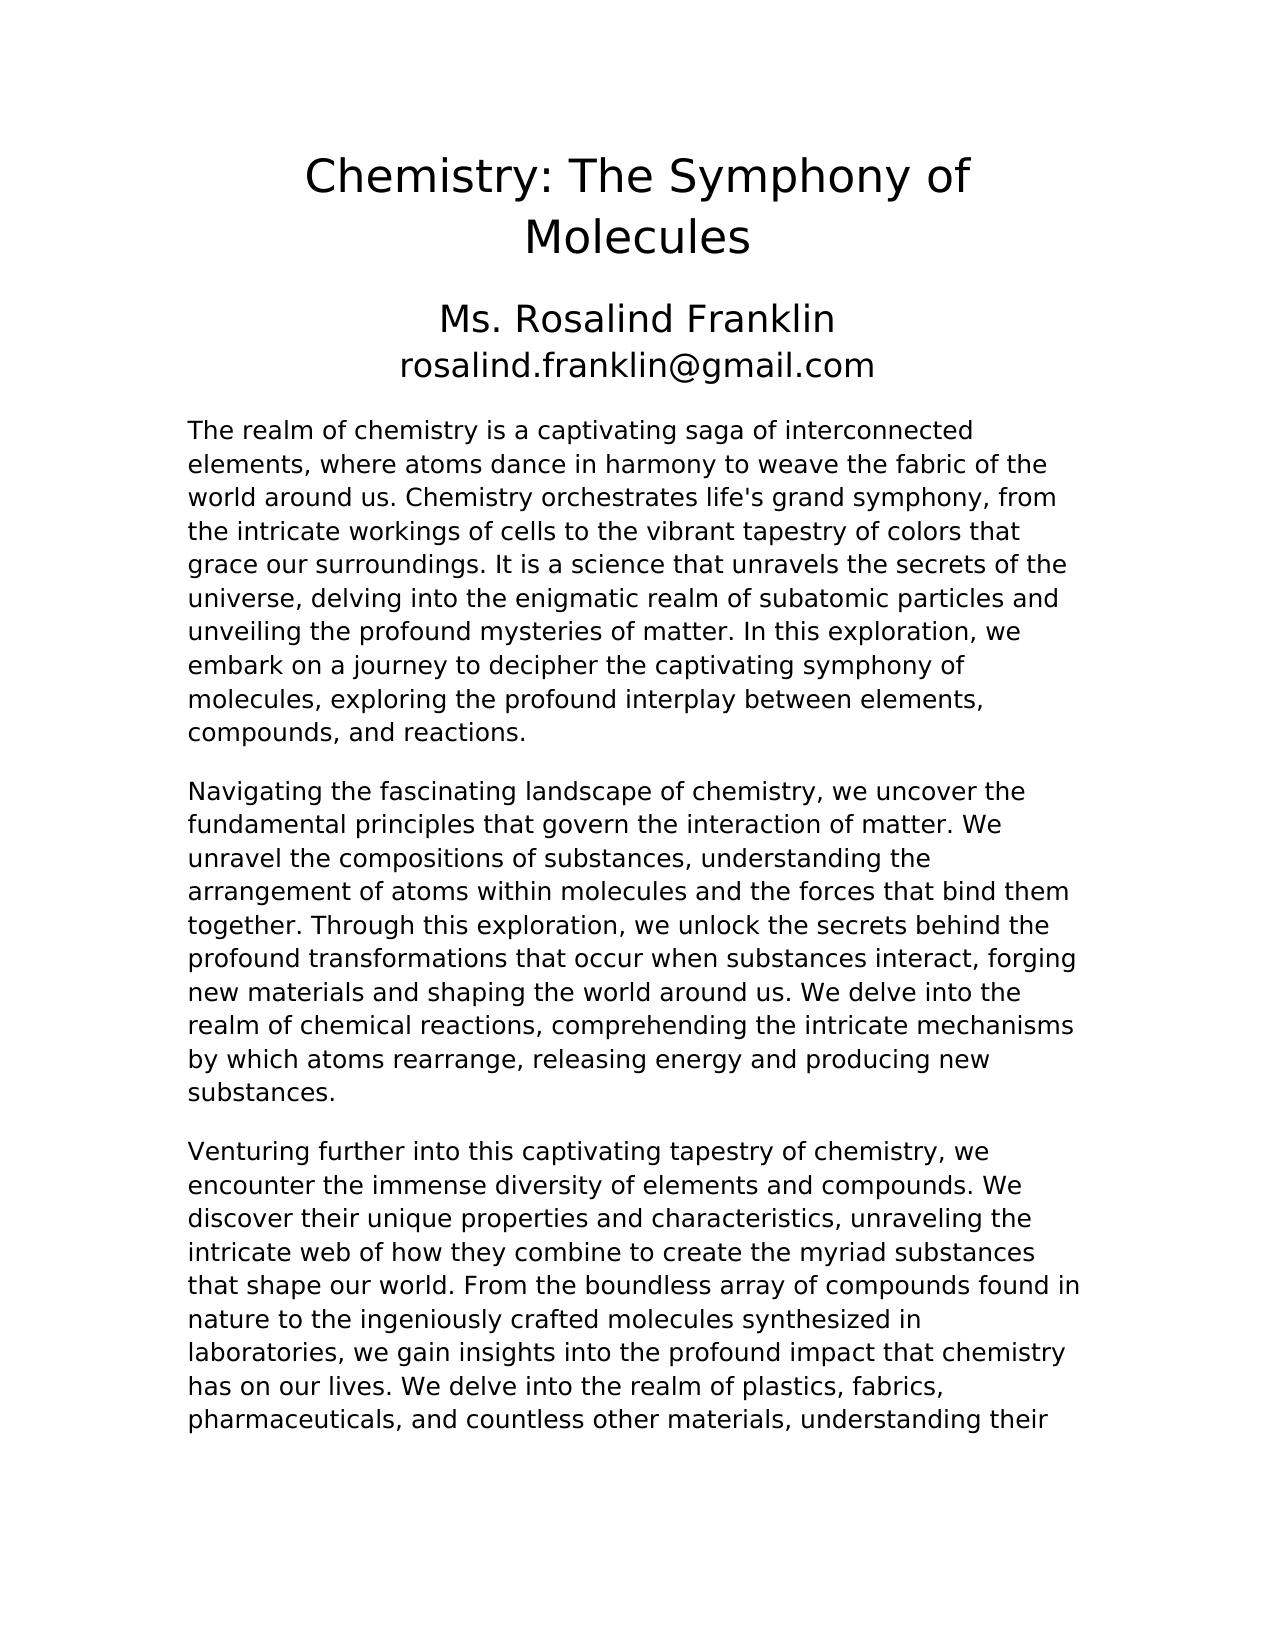 Chemistry: The Symphony of
Molecules
Ms. Rosalind Franklin
rosalind.franklin@gmail.com
The realm of chemistry is a captivating saga of interconnected
elements, where atoms dance in harmony to weave the fabric of the
world around us. Chemistry orchestrates life's grand symphony, from
the intricate workings of cells to the vibrant tapestry of colors that
grace our surroundings. It is a science that unravels the secrets of the
universe, delving into the enigmatic realm of subatomic particles and
unveiling the profound mysteries of matter. In this exploration, we
embark on a journey to decipher the captivating symphony of
molecules, exploring the profound interplay between elements,
compounds, and reactions.
Navigating the fascinating landscape of chemistry, we uncover the
fundamental principles that govern the interaction of matter. We
unravel the compositions of substances, understanding the
arrangement of atoms within molecules and the forces that bind them
together. Through this exploration, we unlock the secrets behind the
profound transformations that occur when substances interact, forging
new materials and shaping the world around us. We delve into the
realm of chemical reactions, comprehending the intricate mechanisms
by which atoms rearrange, releasing energy and producing new
substances.
Venturing further into this captivating tapestry of chemistry, we
encounter the immense diversity of elements and compounds. We
discover their unique properties and characteristics, unraveling the
intricate web of how they combine to create the myriad substances
that shape our world. From the boundless array of compounds found in
nature to the ingeniously crafted molecules synthesized in
laboratories, we gain insights into the profound impact that chemistry
has on our lives. We delve into the realm of plastics, fabrics,
pharmaceuticals, and countless other materials, understanding their